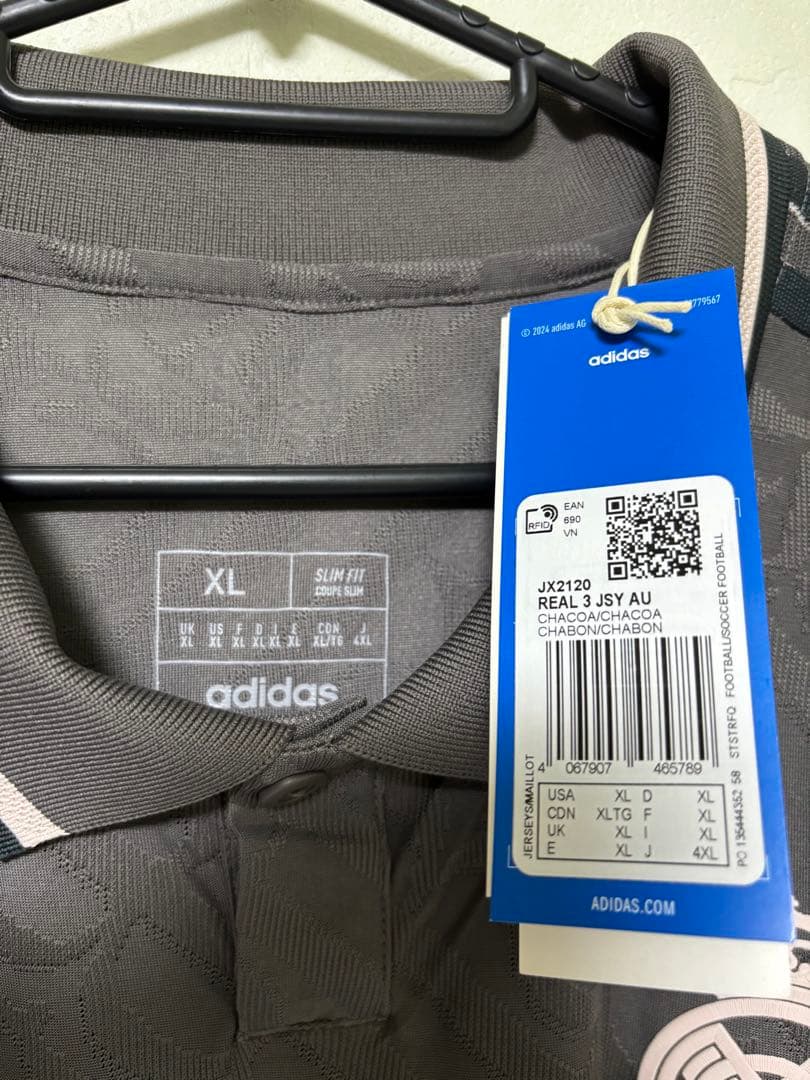 © 2024 adidas AG
779567
adidas
RFID
EAN
690
VN
JX2120
REAL 3 JSY AU
CHACOA/CHACOA
CHABON/CHABON
4 067907 465789
USA XL D XL
CDN XLTG F XL
UK XL I XL
E XL J 4XL
JERSEYS/MAILLOT
PO 135444352 58 STSTRFQ FOOTBALL/SOCCER FOOTBALL
ADIDAS.COM
XL
SLIM FIT
COUPE SLIM
UK US F D I E CDN J
XL XL XL XL XL XL XL/TG 4XL
adidas